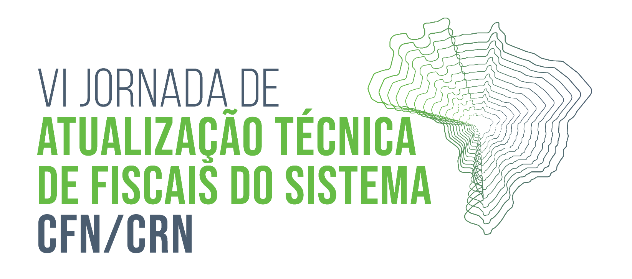 VI JORNADA DE
ATUALIZAÇÃO TÉCNICA
DE FISCAIS DO SISTEMA
CFN/CRN